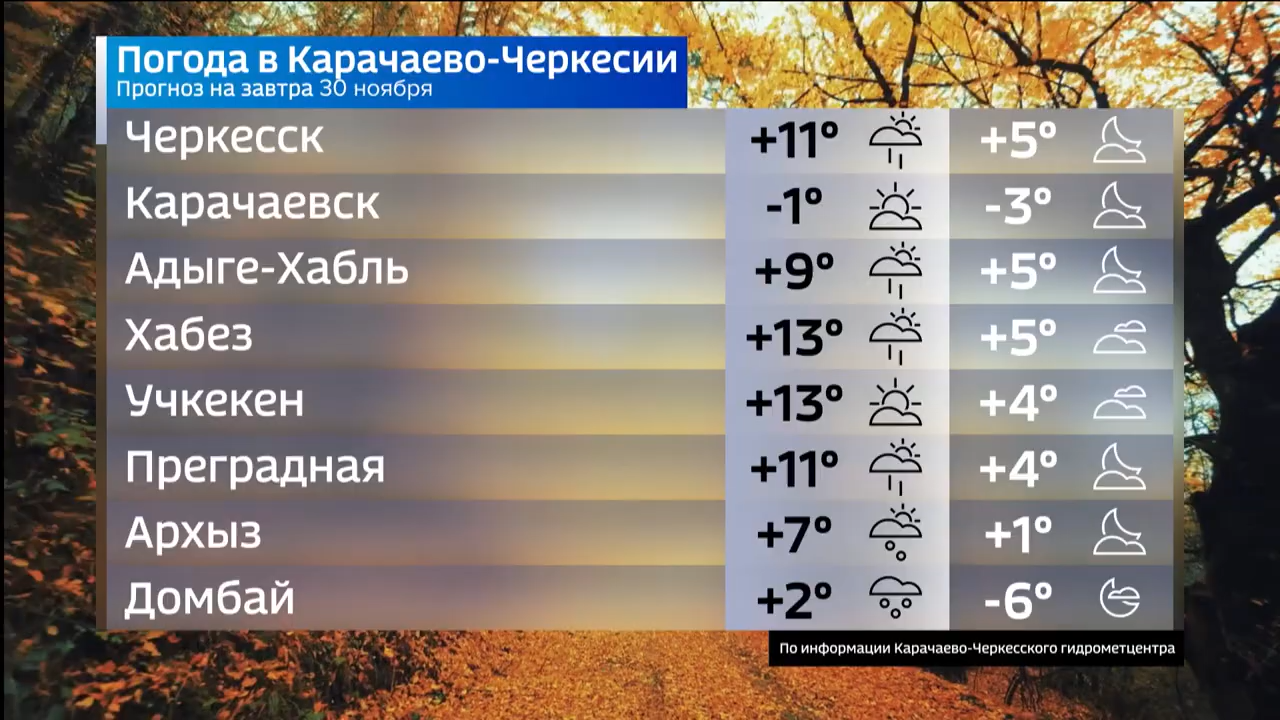 Погода в Карачаево-Черкесии
Прогноз на завтра 30 ноября
Черкесск +11° +5°
Карачаевск -1° -3°
Адыге-Хабль +9° +5°
Хабез +13° +5°
Учкекен +13° +4°
Преградная +11° +4°
Архыз +7° +1°
Домбай +2° -6°
По информации Карачаево-Черкесского гидрометцентра